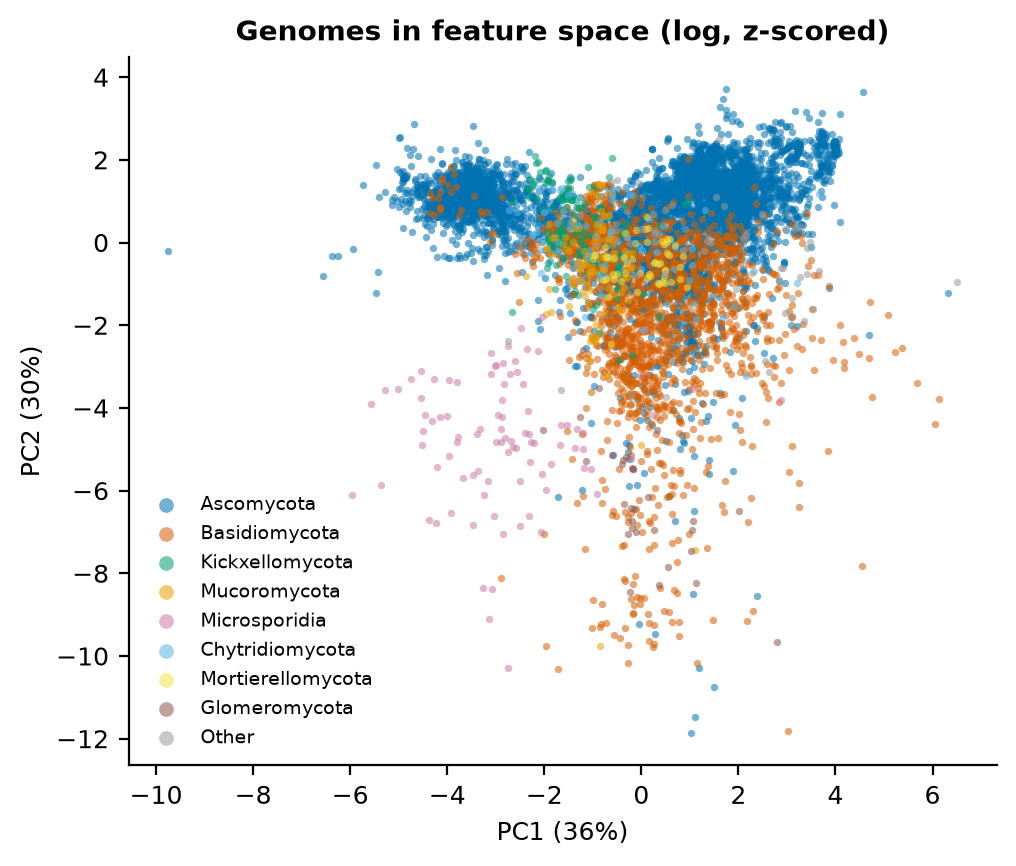 Genomes in feature space (log, z-scored)
4
2
0
−2
−4
−6
−8
−10
−12
PC2 (30%)
Ascomycota
Basidiomycota
Kickxellomycota
Mucoromycota
Microsporidia
Chytridiomycota
Mortierellomycota
Glomeromycota
Other
−10 −8 −6 −4 −2 0 2 4 6
PC1 (36%)